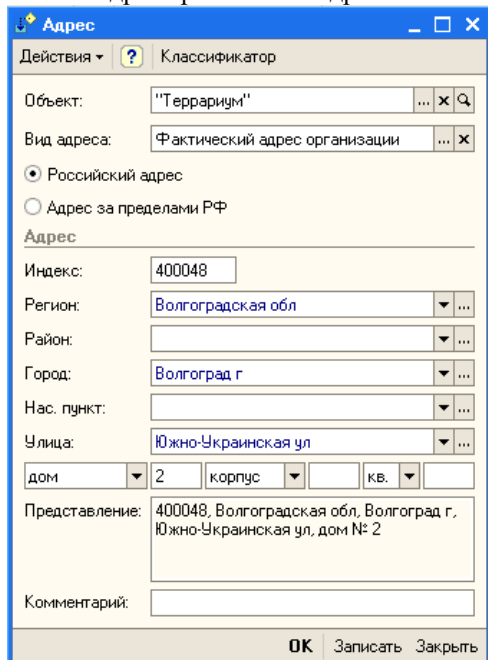 Адрес
Действия ? Классификатор
Объект: "Террариум" ... x
Вид адреса: Фактический адрес организации ... x
Российский адрес
Адрес за пределами РФ
Адрес
Индекс: 400048
Регион: Волгоградская обл ...
Район: ...
Город: Волгоград г ...
Нас. пункт: ...
Улица: Южно-Украинская ул ...
дом 2 корпус кв.
Представление: 400048, Волгоградская обл, Волгоград г,
Южно-Украинская ул, дом № 2
Комментарий:
OK Записать Закрыть